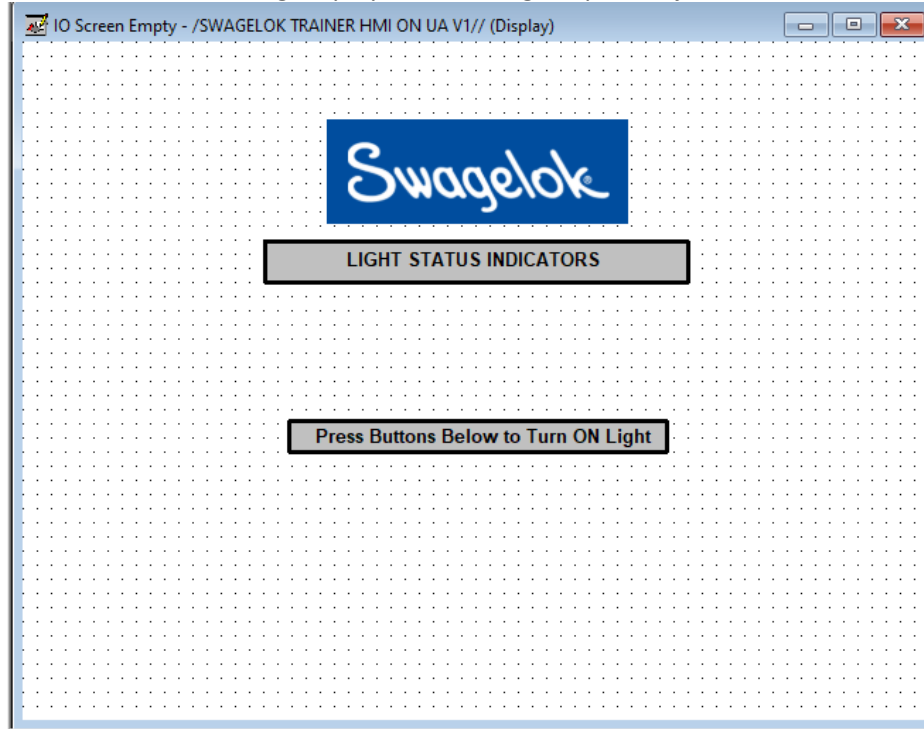 IO Screen Empty - /SWAGELOK TRAINER HMI ON UA V1// (Display)
Swagelok®
LIGHT STATUS INDICATORS
Press Buttons Below to Turn ON Light